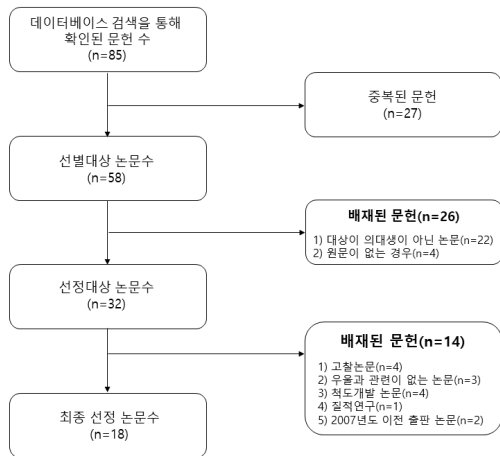 데이터베이스 검색을 통해
확인된 문헌 수
(n=85)
중복된 문헌
(n=27)
선별대상 논문수
(n=58)
배재된 문헌(n=26)
1) 대상이 의대생이 아닌 논문(n=22)
2) 원문이 없는 경우(n=4)
선정대상 논문수
(n=32)
배재된 문헌(n=14)
1) 고찰논문(n=4)
2) 우울과 관련이 없는 논문(n=3)
3) 척도개발 논문(n=4)
4) 질적연구(n=1)
5) 2007년도 이전 출판 논문(n=2)
최종 선정 논문수
(n=18)